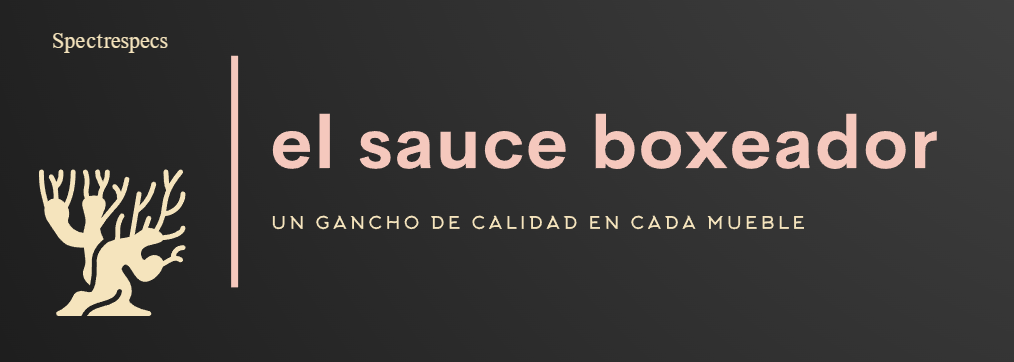 Spectrespecs
el sauce boxeador
UN GANCHO DE CALIDAD EN CADA MUEBLE